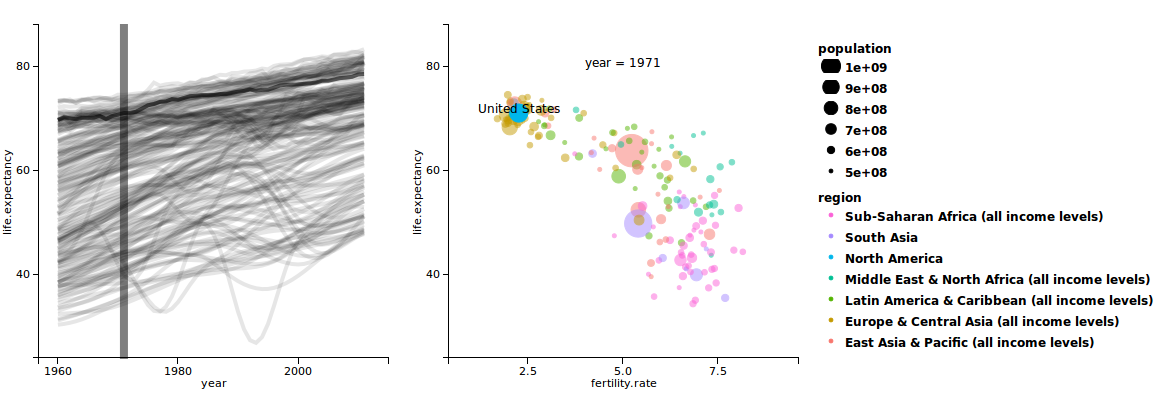 80
60
40
life.expectancy
1960
1980
2000
year
80
60
40
life.expectancy
year = 1971
United States
2.5
5.0
7.5
fertility.rate
population
1e+09
9e+08
8e+08
7e+08
6e+08
5e+08
region
Sub-Saharan Africa (all income levels)
South Asia
North America
Middle East & North Africa (all income levels)
Latin America & Caribbean (all income levels)
Europe & Central Asia (all income levels)
East Asia & Pacific (all income levels)